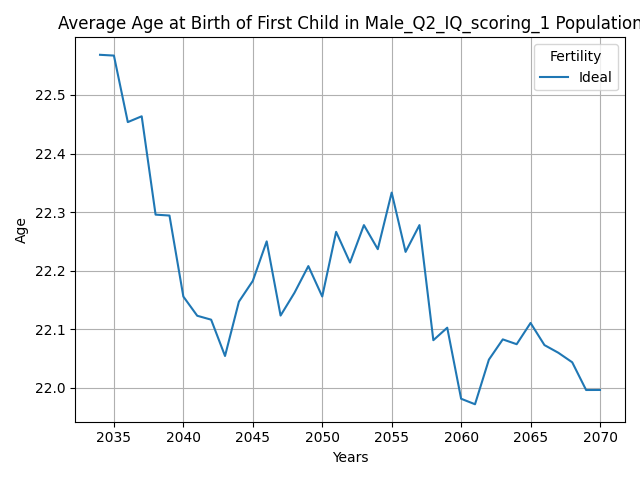 Average Age at Birth of First Child in Male_Q2_IQ_scoring_1 Population
Fertility
Ideal
Age
22.5
22.4
22.3
22.2
22.1
22.0
2035 2040 2045 2050 2055 2060 2065 2070
Years